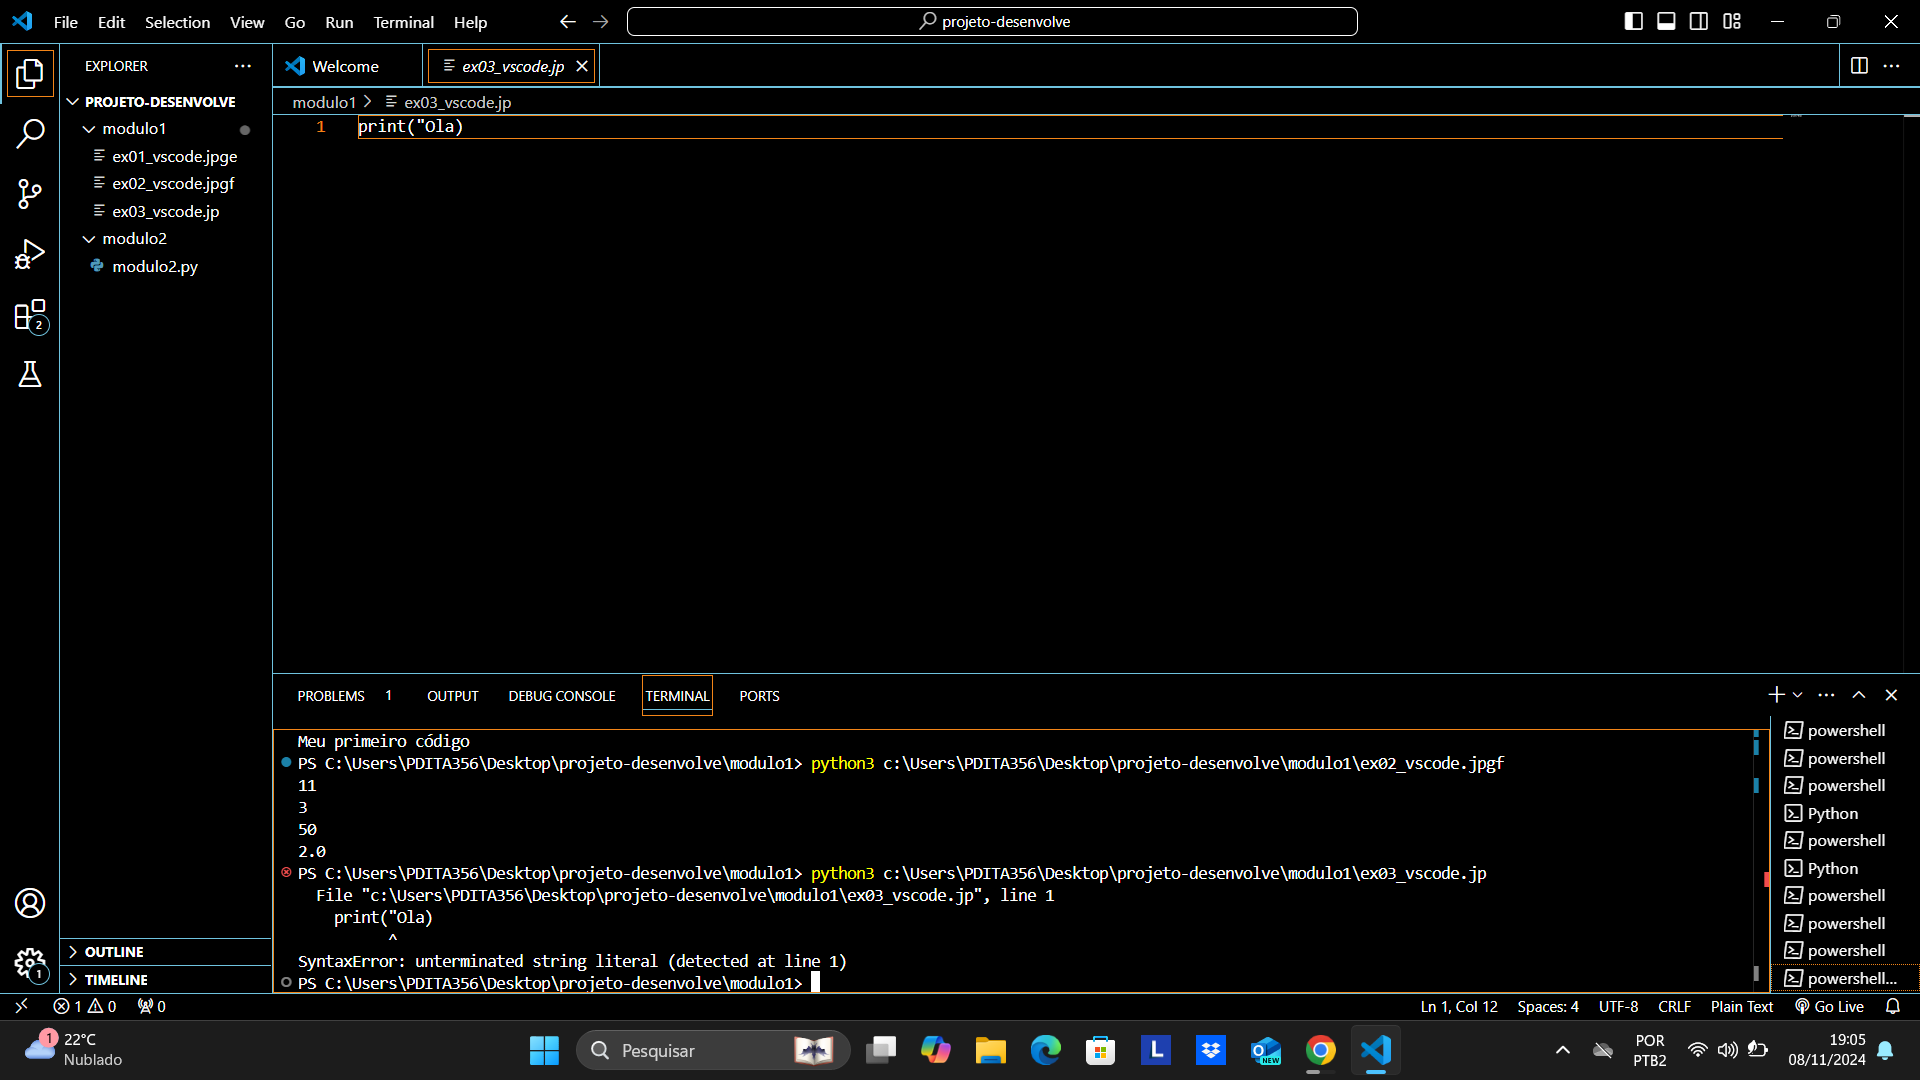 File Edit Selection View Go Run Terminal Help
projeto-desenvolve
EXPLORER
PROJETO-DESENVOLVE
modulo1
ex01_vscode.jpge
ex02_vscode.jpgf
ex03_vscode.jp
modulo2
modulo2.py
OUTLINE
TIMELINE
2
1
Welcome
ex03_vscode.jp
modulo1 > ex03_vscode.jp
1 print("Ola)
PROBLEMS 1 OUTPUT DEBUG CONSOLE TERMINAL PORTS
Meu primeiro código
PS C:\Users\PDITA356\Desktop\projeto-desenvolve\modulo1> python3 c:\Users\PDITA356\Desktop\projeto-desenvolve\modulo1\ex02_vscode.jpgf
11
3
50
2.0
PS C:\Users\PDITA356\Desktop\projeto-desenvolve\modulo1> python3 c:\Users\PDITA356\Desktop\projeto-desenvolve\modulo1\ex03_vscode.jp
File "c:\Users\PDITA356\Desktop\projeto-desenvolve\modulo1\ex03_vscode.jp", line 1
print("Ola)
^
SyntaxError: unterminated string literal (detected at line 1)
PS C:\Users\PDITA356\Desktop\projeto-desenvolve\modulo1>
powershell
powershell
powershell
Python
powershell
Python
powershell
powershell
powershell
powershell...
1 0 0 Ln 1, Col 12 Spaces: 4 UTF-8 CRLF Plain Text Go Live
1
22°C
Nublado
Pesquisar
L
NEW
POR
PTB2
19:05
08/11/2024